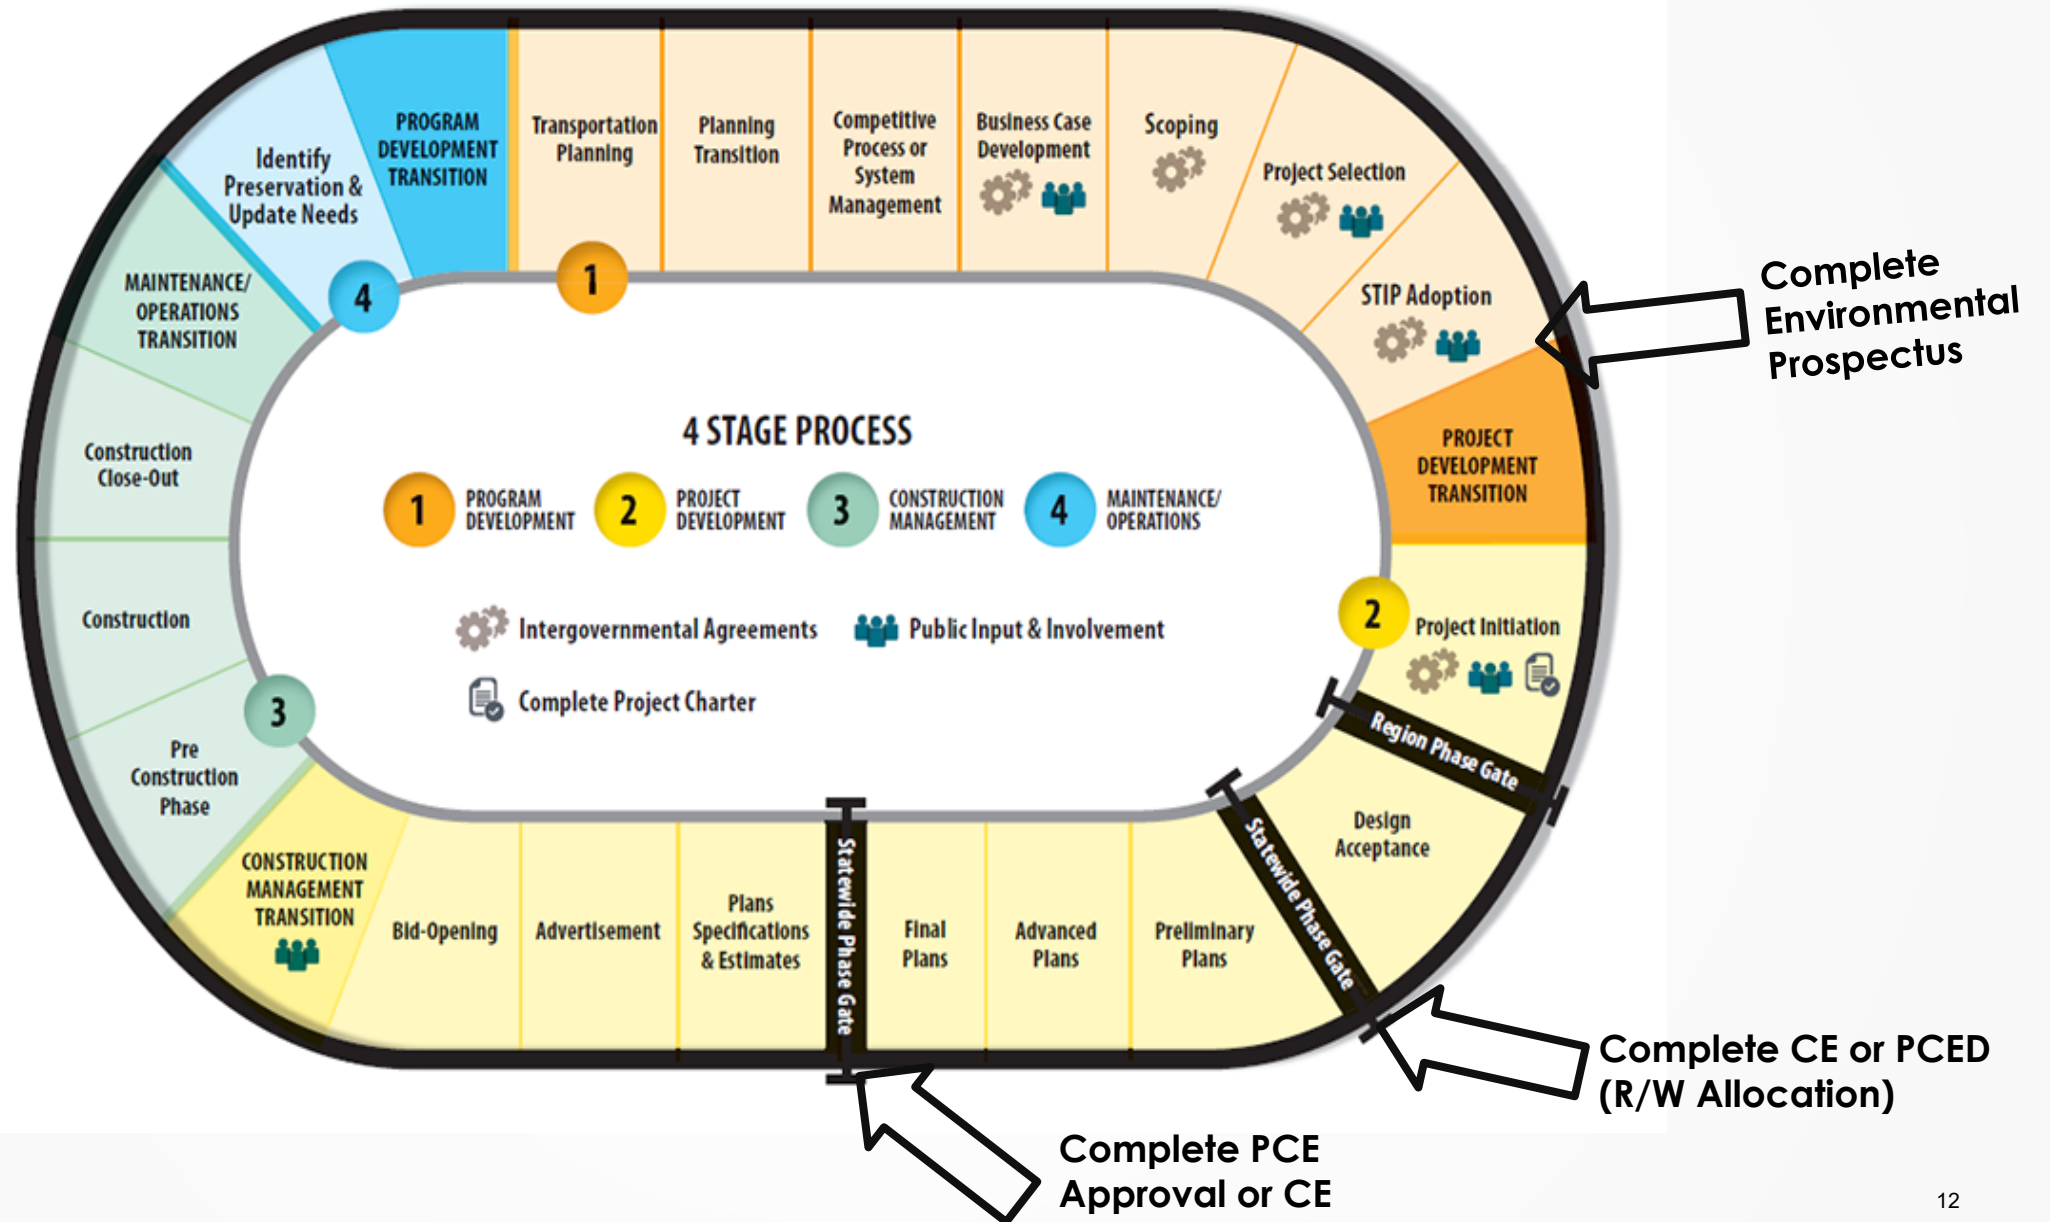 PROGRAM
DEVELOPMENT
TRANSITION
Transportation
Planning
Planning
Transition
Competitive
Process or
System
Management
Business Case
Development
Scoping
Project Selection
STIP Adoption
PROJECT
DEVELOPMENT
TRANSITION
Project Initiation
Region Phase Gate
Design
Acceptance
Statewide Phase Gate
Preliminary
Plans
Advanced
Plans
Final
Plans
Statewide Phase Gate
Plans
Specifications
& Estimates
Advertisement
Bid-Opening
CONSTRUCTION
MANAGEMENT
TRANSITION
Pre
Construction
Phase
Construction
Construction
Close-Out
MAINTENANCE/
OPERATIONS
TRANSITION
Identify
Preservation &
Update Needs
1
2
3
4
4 STAGE PROCESS
1 PROGRAM
DEVELOPMENT
2 PROJECT
DEVELOPMENT
3 CONSTRUCTION
MANAGEMENT
4 MAINTENANCE/
OPERATIONS
Intergovernmental Agreements
Public Input & Involvement
Complete Project Charter
Complete
Environmental
Prospectus
Complete CE or PCED
(R/W Allocation)
Complete PCE
Approval or CE
12